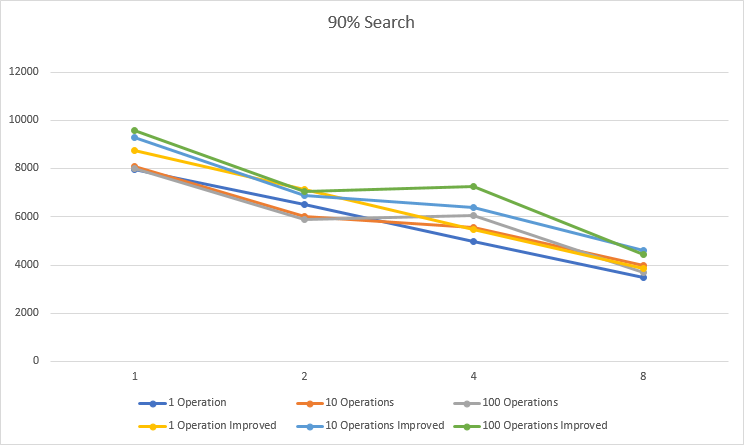 90% Search
12000
10000
8000
6000
4000
2000
0
1 2 4 8
1 Operation 10 Operations 100 Operations
1 Operation Improved 10 Operations Improved 100 Operations Improved